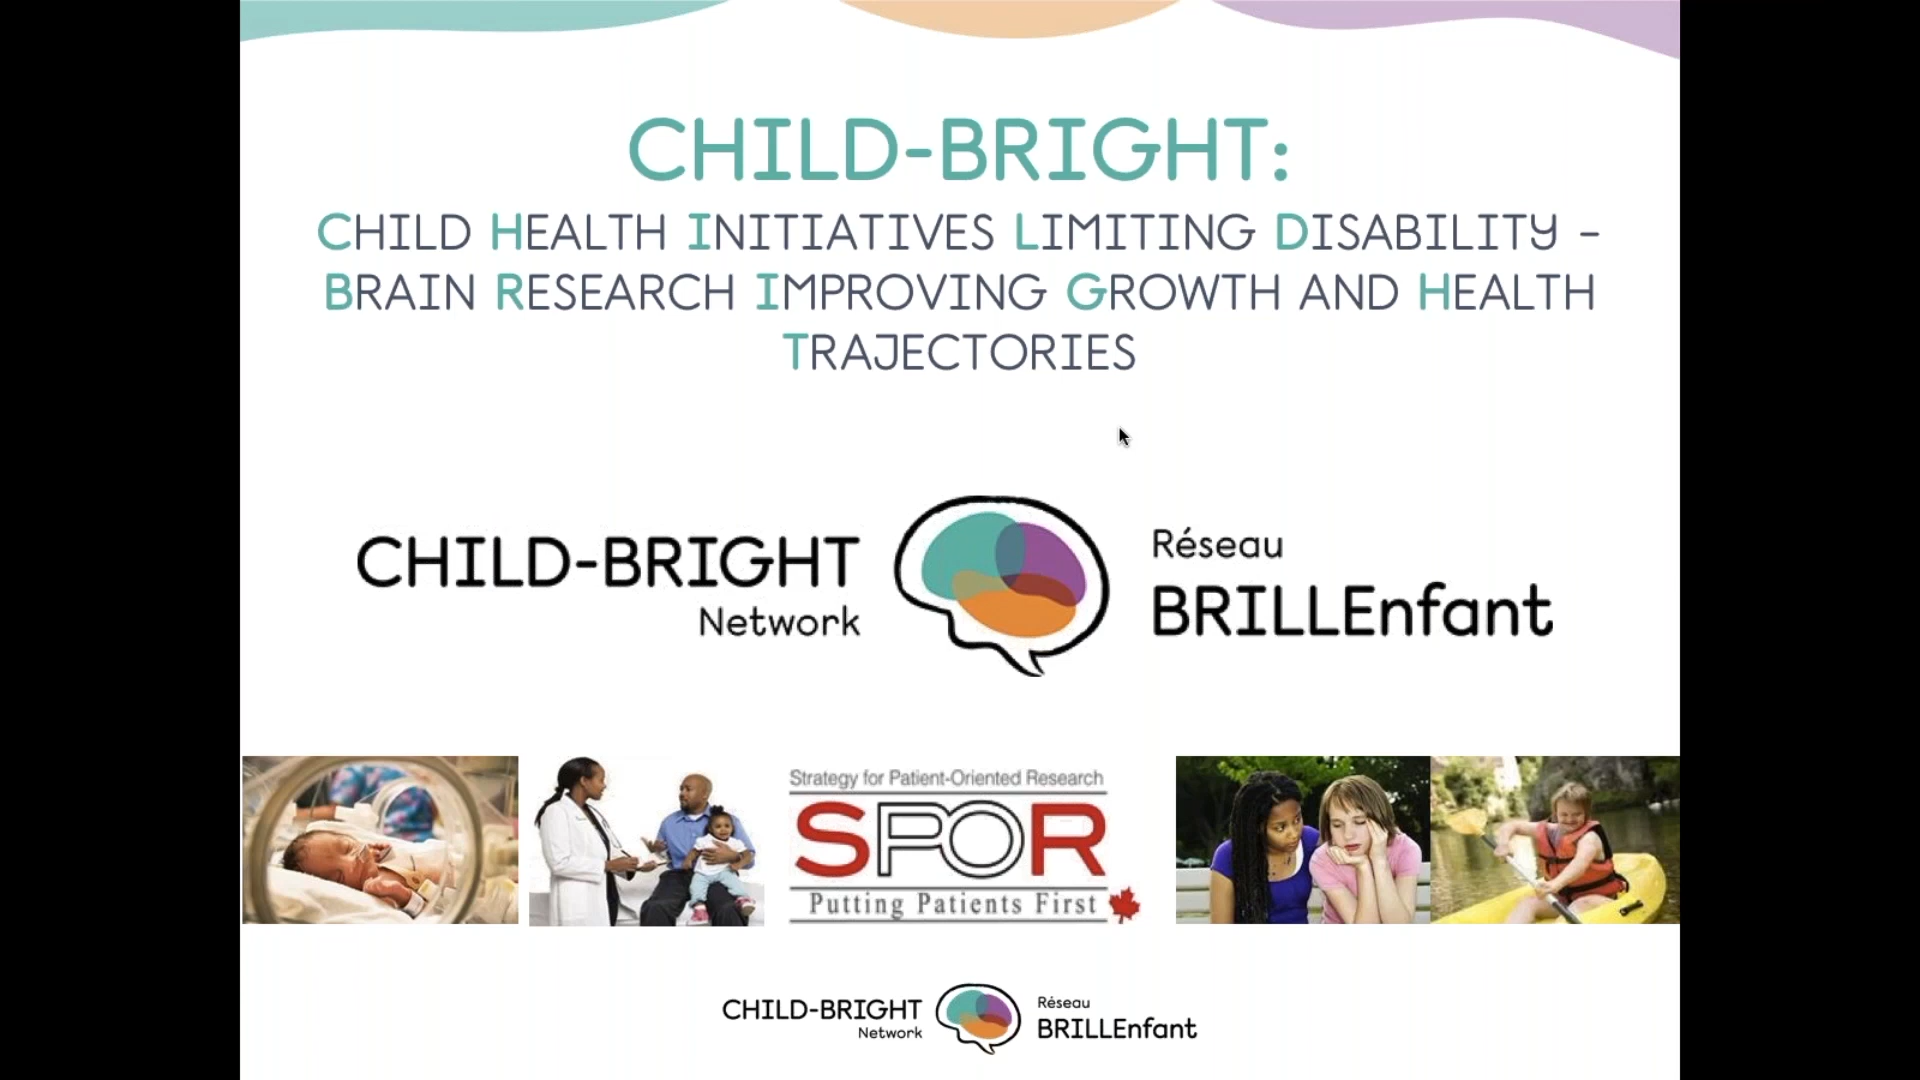 CHILD-BRIGHT:
CHILD HEALTH INITIATIVES LIMITING DISABILITY -
BRAIN RESEARCH IMPROVING GROWTH AND HEALTH
TRAJECTORIES
CHILD-BRIGHT
Network
Réseau
BRILLEnfant
Strategy for Patient-Oriented Research
SPOR
Putting Patients First
CHILD-BRIGHT
Network
Réseau
BRILLEnfant